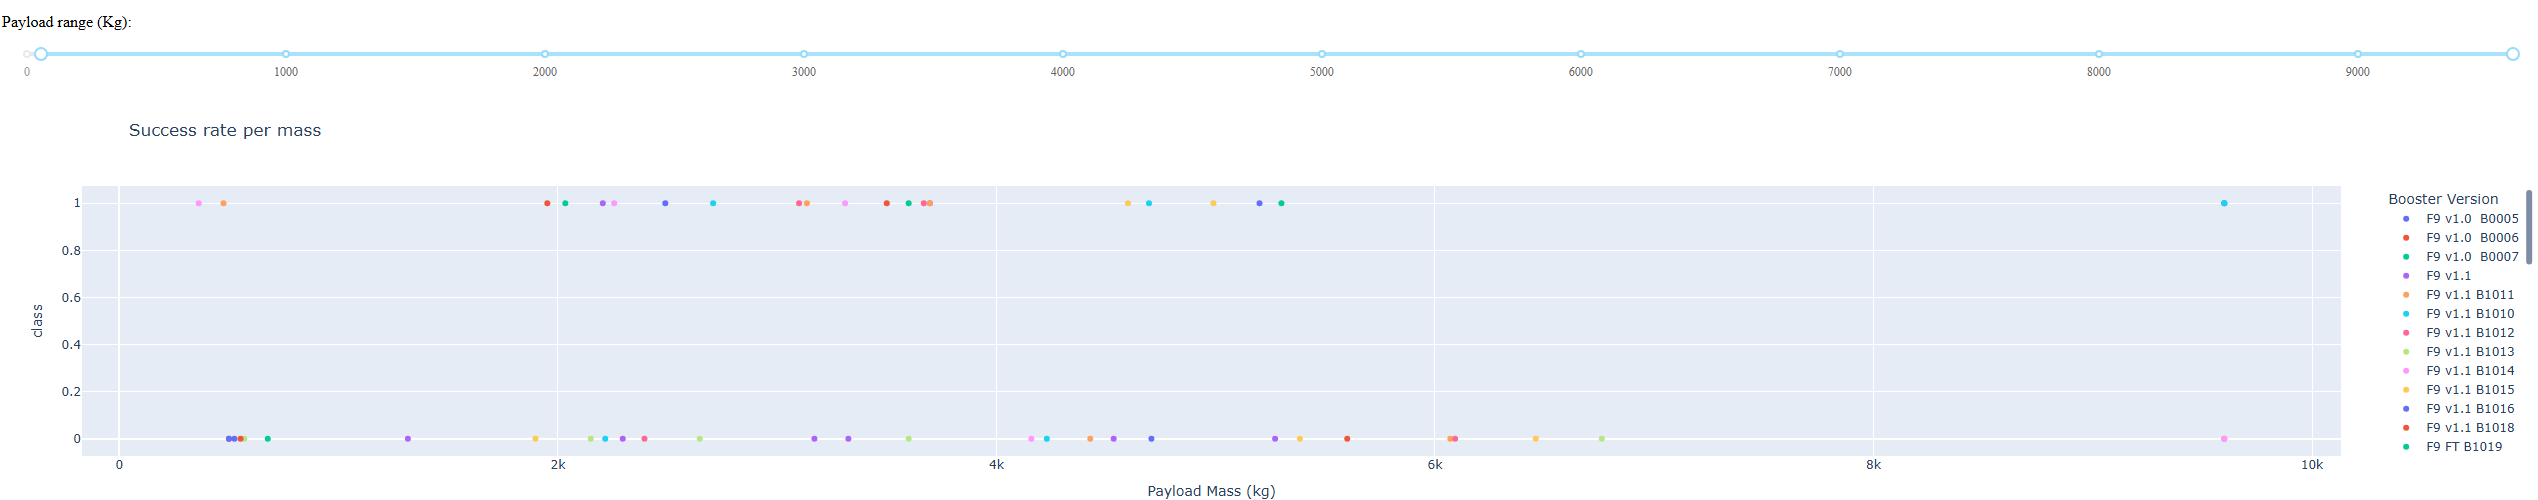 Payload range (Kg):
0 1000 2000 3000 4000 5000 6000 7000 8000 9000
Success rate per mass
1
0.8
0.6
0.4
0.2
0
class
0 2k 4k 6k 8k 10k
Payload Mass (kg)
Booster Version
F9 v1.0  B0005
F9 v1.0  B0006
F9 v1.0  B0007
F9 v1.1
F9 v1.1 B1011
F9 v1.1 B1010
F9 v1.1 B1012
F9 v1.1 B1013
F9 v1.1 B1014
F9 v1.1 B1015
F9 v1.1 B1016
F9 v1.1 B1018
F9 FT B1019